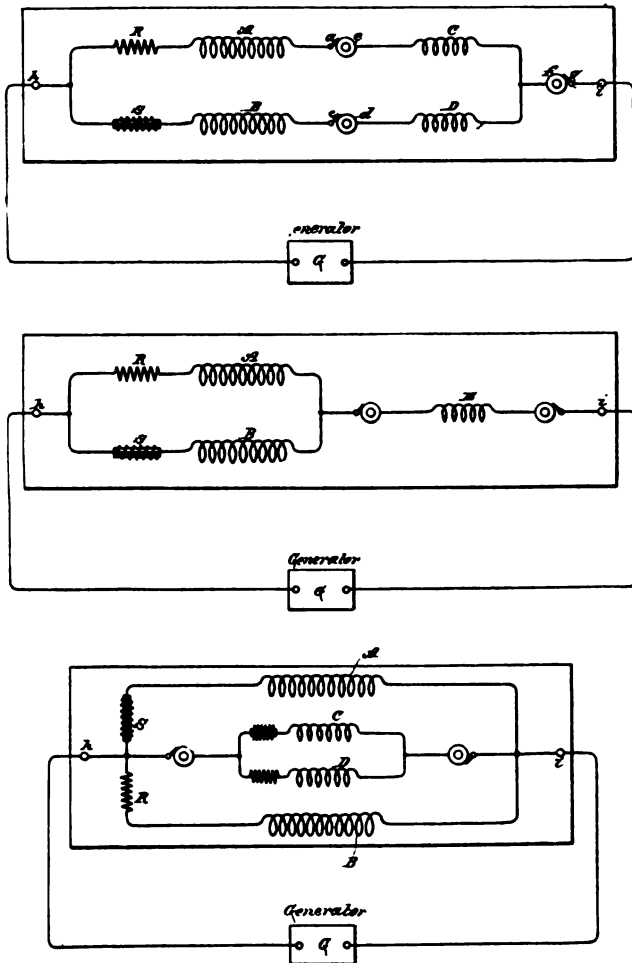 R A a e C
h f g i
S B c d D
.enerator
G
R A
h M i
S B
Generator
G
A
S C
h i
R D
B
Generator
G